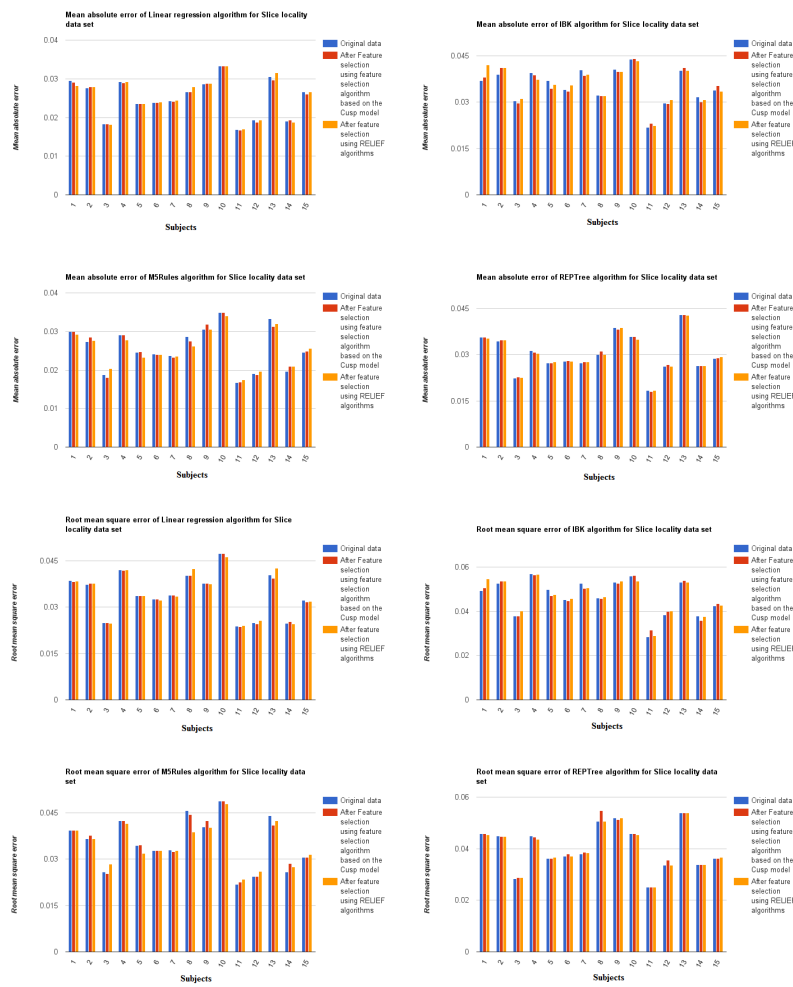 Mean absolute error of Linear regression algorithm for Slice locality
data set
0.04
0.03
0.02
0.01
0
Mean absolute error
1 2 3 4 5 6 7 8 9 10 11 12 13 14 15
Subjects
Original data
After Feature
selection
using feature
selection
algorithm
based on the
Cusp model
After feature
selection
using RELIEF
algorithms
Mean absolute error of IBK algorithm for Slice locality data set
0.045
0.03
0.015
0
Mean absolute error
1 2 3 4 5 6 7 8 9 10 11 12 13 14 15
Subjects
Original data
After Feature
selection
using feature
selection
algorithm
based on the
Cusp model
After feature
selection
using RELIEF
algorithms
Mean absolute error of M5Rules algorithm for Slice locality data set
0.04
0.03
0.02
0.01
0
Mean absolute error
1 2 3 4 5 6 7 8 9 10 11 12 13 14 15
Subjects
Original data
After Feature
selection
using feature
selection
algorithm
based on the
Cusp model
After feature
selection
using RELIEF
algorithms
Mean absolute error of REPTree algorithm for Slice locality data set
0.045
0.03
0.015
0
Mean absolute error
1 2 3 4 5 6 7 8 9 10 11 12 13 14 15
Subjects
Original data
After Feature
selection
using feature
selection
algorithm
based on the
Cusp model
After feature
selection
using RELIEF
algorithms
Root mean square error of Linear regression algorithm for Slice
locality data set
0.045
0.03
0.015
0
Root mean square error
1 2 3 4 5 6 7 8 9 10 11 12 13 14 15
Subjects
Original data
After Feature
selection
using feature
selection
algorithm
based on the
Cusp model
After feature
selection
using RELIEF
algorithms
Root mean square error of IBK algorithm for Slice locality data set
0.06
0.04
0.02
0
Root mean square error
1 2 3 4 5 6 7 8 9 10 11 12 13 14 15
Subjects
Original data
After Feature
selection
using feature
selection
algorithm
based on the
Cusp model
After feature
selection
using RELIEF
algorithms
Root mean square error of M5Rules algorithm for Slice locality data
set
0.045
0.03
0.015
0
Root mean square error
1 2 3 4 5 6 7 8 9 10 11 12 13 14 15
Subjects
Original data
After Feature
selection
using feature
selection
algorithm
based on the
Cusp model
After feature
selection
using RELIEF
algorithms
Root mean square error of REPTree algorithm for Slice locality data
set
0.06
0.04
0.02
0
Root mean square error
1 2 3 4 5 6 7 8 9 10 11 12 13 14 15
Subjects
Original data
After Feature
selection
using feature
selection
algorithm
based on the
Cusp model
After feature
selection
using RELIEF
algorithms